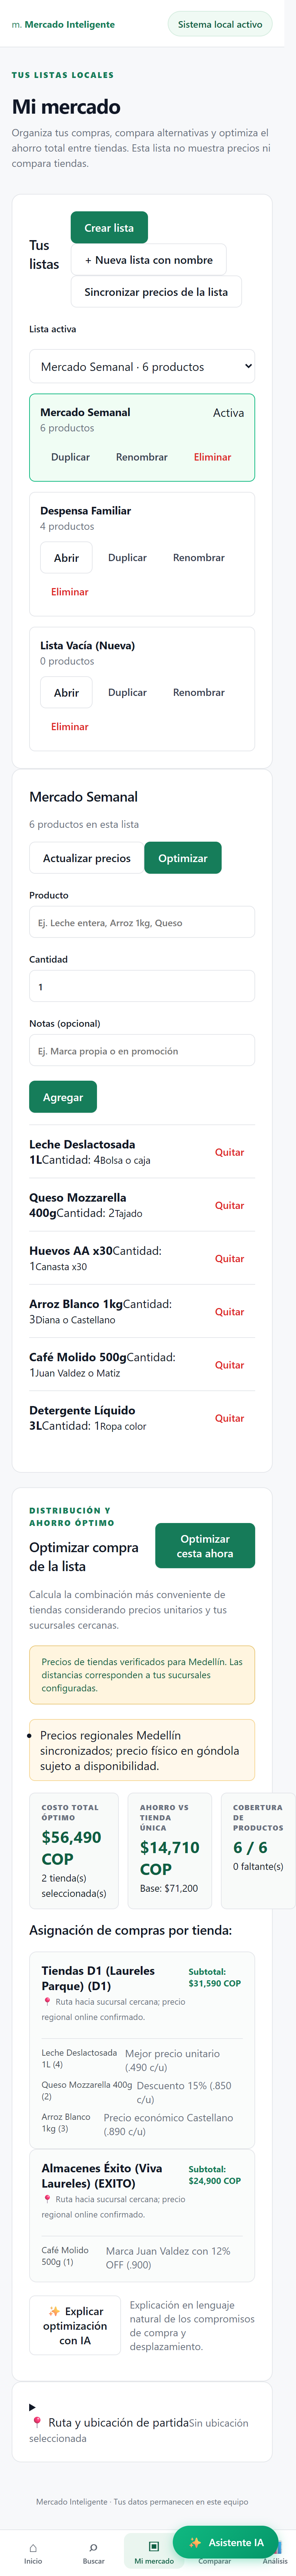 m. Mercado Inteligente
Sistema local activo
TUS LISTAS LOCALES
Mi mercado
Organiza tus compras, compara alternativas y optimiza el
ahorro total entre tiendas. Esta lista no muestra precios ni
compara tiendas.
Tus
listas
Crear lista
+ Nueva lista con nombre
Sincronizar precios de la lista
Lista activa
Mercado Semanal · 6 productos
Mercado Semanal
Activa
6 productos
Duplicar
Renombrar
Eliminar
Despensa Familiar
4 productos
Abrir
Duplicar
Renombrar
Eliminar
Lista Vacía (Nueva)
0 productos
Abrir
Duplicar
Renombrar
Eliminar
Mercado Semanal
6 productos en esta lista
Actualizar precios
Optimizar
Producto
Ej. Leche entera, Arroz 1kg, Queso
Cantidad
1
Notas (opcional)
Ej. Marca propia o en promoción
Agregar
Leche Deslactosada
1LCantidad: 4Bolsa o caja
Quitar
Queso Mozzarella
400gCantidad: 2Tajado
Quitar
Huevos AA x30Cantidad:
1Canasta x30
Quitar
Arroz Blanco 1kgCantidad:
3Diana o Castellano
Quitar
Café Molido 500gCantidad:
1Juan Valdez o Matiz
Quitar
Detergente Líquido
3LCantidad: 1Ropa color
Quitar
DISTRIBUCIÓN Y
AHORRO ÓPTIMO
Optimizar compra
de la lista
Optimizar
cesta ahora
Calcula la combinación más conveniente de
tiendas considerando precios unitarios y tus
sucursales cercanas.
Precios de tiendas verificados para Medellín. Las
distancias corresponden a tus sucursales
configuradas.
Precios regionales Medellín
sincronizados; precio físico en góndola
sujeto a disponibilidad.
COSTO TOTAL
ÓPTIMO
$56,490
COP
2 tienda(s)
seleccionada(s)
AHORRO VS
TIENDA
ÚNICA
$14,710
COP
Base: $71,200
COBERTURA
DE
PRODUCTOS
6 / 6
0 faltante(s)
Asignación de compras por tienda:
Tiendas D1 (Laureles
Parque) (D1)
Subtotal:
$31,590 COP
📍 Ruta hacia sucursal cercana; precio
regional online confirmado.
Leche Deslactosada
1L (4)
Mejor precio unitario
(.490 c/u)
Queso Mozzarella 400g
(2)
Descuento 15% (.850
c/u)
Arroz Blanco
1kg (3)
Precio económico Castellano
(.890 c/u)
Almacenes Éxito (Viva
Laureles) (EXITO)
Subtotal:
$24,900 COP
📍 Ruta hacia sucursal cercana; precio
regional online confirmado.
Café Molido
500g (1)
Marca Juan Valdez con 12%
OFF (.900)
✨ Explicar
optimización
con IA
Explicación en lenguaje
natural de los compromisos
de compra y
desplazamiento.
📍 Ruta y ubicación de partidaSin ubicación
seleccionada
Mercado Inteligente · Tus datos permanecen en este equipo
✨ Asistente IA
Inicio
Buscar
Mi mercado
Comparar
Análisis